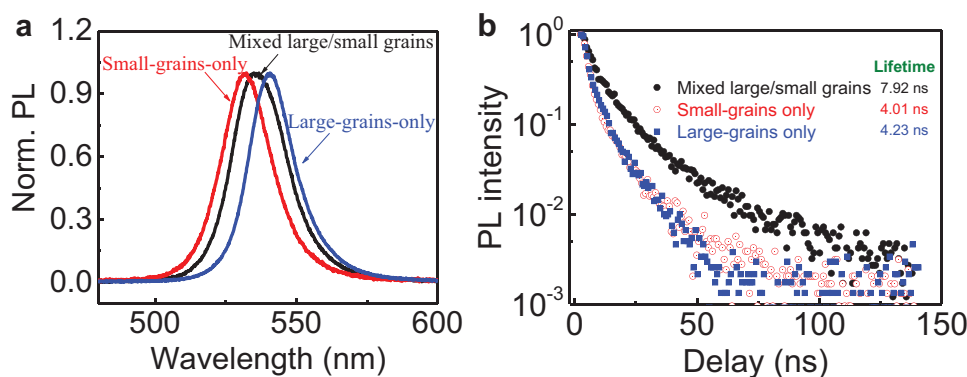 a
1.2
0.9
0.6
0.3
0.0
Norm. PL
Mixed large/small grains
Small-grains-only
Large-grains-only
500
550
600
Wavelength (nm)
b
10^0
10^-1
10^-2
10^-3
PL intensity
Lifetime
Mixed large/small grains 7.92 ns
Small-grains only 4.01 ns
Large-grains only 4.23 ns
0
50
100
150
Delay (ns)